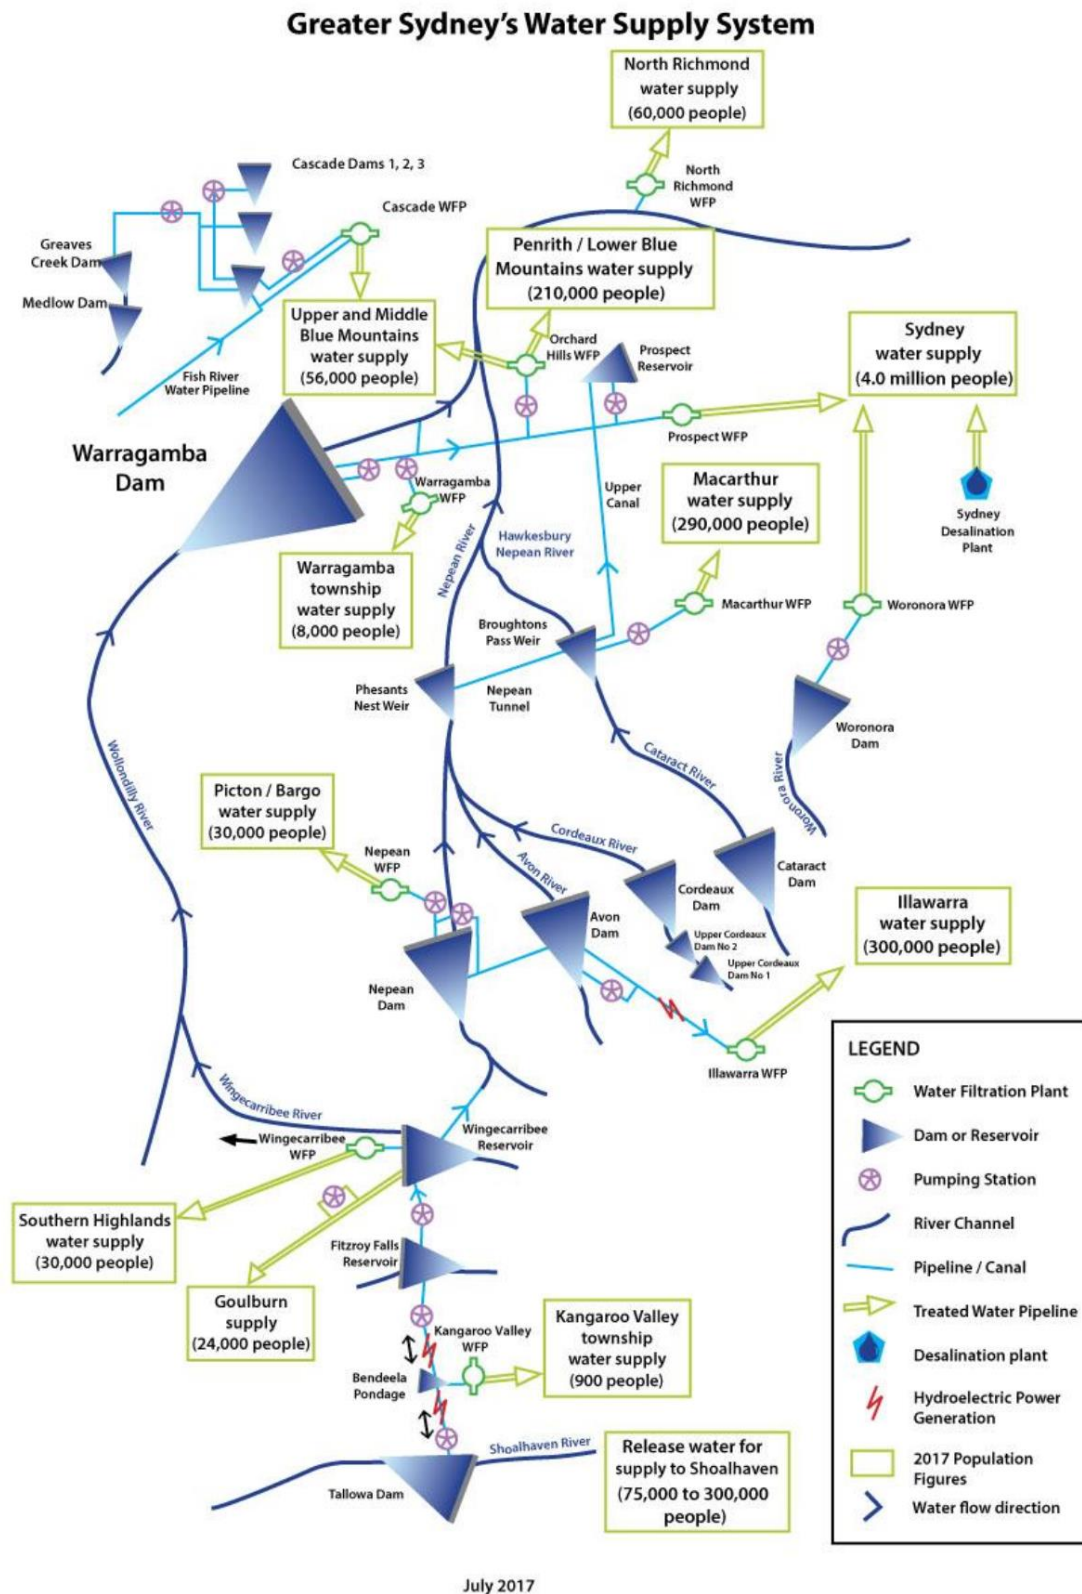 Greater Sydney's Water Supply System
North Richmond
water supply
(60,000 people)
North
Richmond
WFP
Cascade Dams 1, 2, 3
Cascade WFP
Greaves
Creek Dam
Medlow Dam
Fish River
Water Pipeline
Upper and Middle
Blue Mountains
water supply
(56,000 people)
Penrith / Lower Blue
Mountains water supply
(210,000 people)
Orchard
Hills WFP
Prospect
Reservoir
Sydney
water supply
(4.0 million people)
Prospect WFP
Sydney
Desalination
Plant
Warragamba
Dam
Warragamba
WFP
Warragamba
township
water supply
(8,000 people)
Upper
Canal
Macarthur
water supply
(290,000 people)
Macarthur WFP
Nepean River
Hawkesbury
Nepean River
Broughtons
Pass Weir
Phesants
Nest Weir
Nepean
Tunnel
Woronora WFP
Woronora
Dam
Woronora River
Wollondilly River
Cataract River
Cordeaux River
Avon River
Picton / Bargo
water supply
(30,000 people)
Nepean
WFP
Nepean
Dam
Avon
Dam
Cordeaux
Dam
Upper Cordeaux
Dam No 2
Upper Cordeaux
Dam No 1
Cataract
Dam
Illawarra
water supply
(300,000 people)
Illawarra WFP
Wingecarribee River
Wingecarribee
WFP
Wingecarribee
Reservoir
Southern Highlands
water supply
(30,000 people)
Goulburn
supply
(24,000 people)
Fitzroy Falls
Reservoir
Kangaroo Valley
WFP
Bendeela
Pondage
Kangaroo Valley
township
water supply
(900 people)
Shoalhaven River
Tallowa Dam
Release water for
supply to Shoalhaven
(75,000 to 300,000
people)
LEGEND
Water Filtration Plant
Dam or Reservoir
Pumping Station
River Channel
Pipeline / Canal
Treated Water Pipeline
Desalination plant
Hydroelectric Power
Generation
2017 Population
Figures
Water flow direction
July 2017